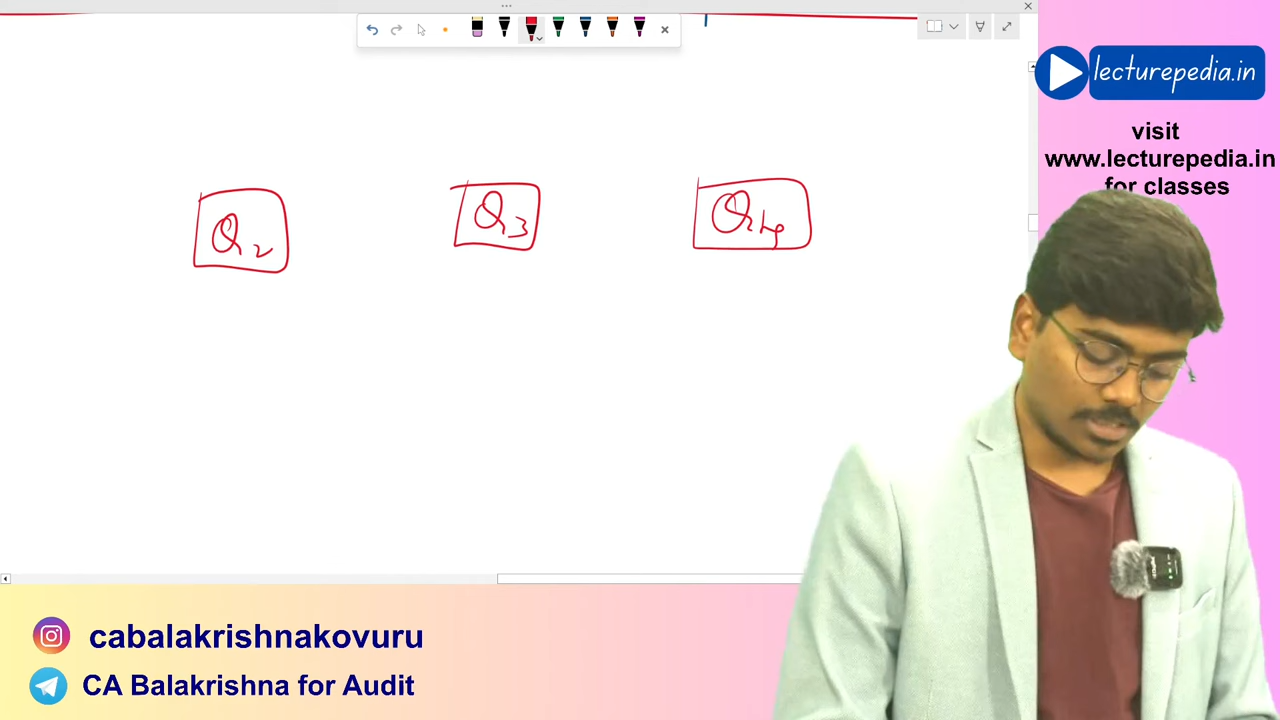 lecturepedia.in
visit
www.lecturepedia.in
for classes
Q2
Q3
Q4
cabalakrishnakovuru
CA Balakrishna for Audit